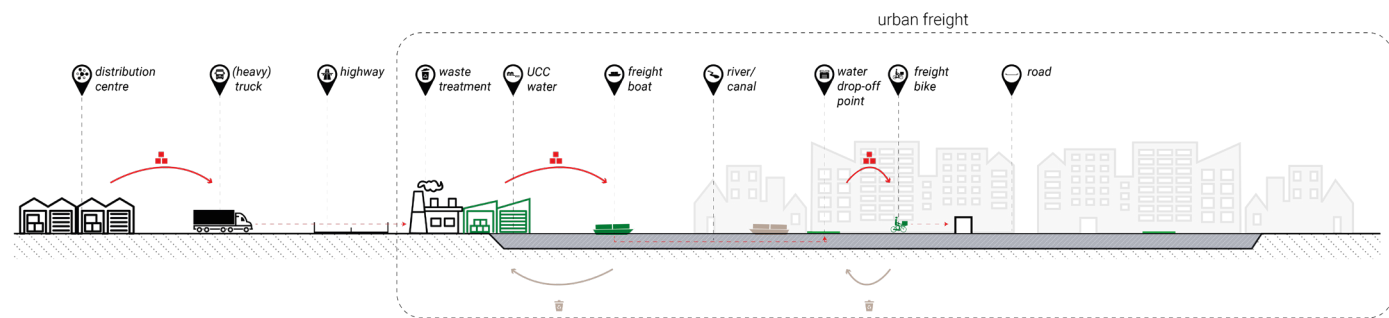 urban freight
distribution
centre
(heavy)
truck
highway
waste
treatment
UCC
water
freight
boat
river/
canal
water
drop-off
point
freight
bike
road